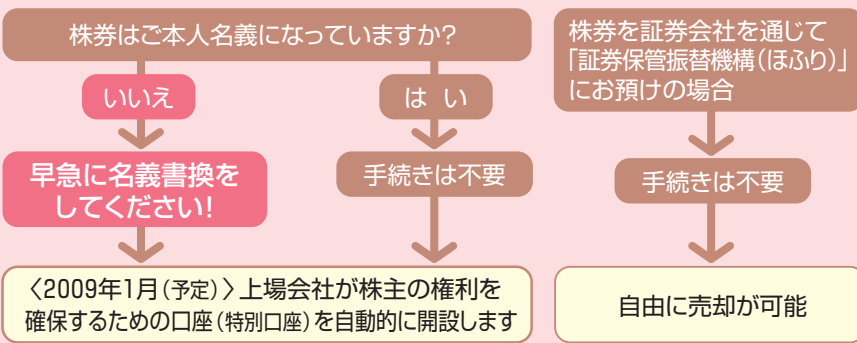 株券はご本人名義になっていますか?
いいえ
は い
早急に名義書換を
してください!
手続きは不要
〈2009年1月(予定)〉上場会社が株主の権利を
確保するための口座(特別口座)を自動的に開設します
株券を証券会社を通じて
「証券保管振替機構(ほふり)」
にお預けの場合
手続きは不要
自由に売却が可能